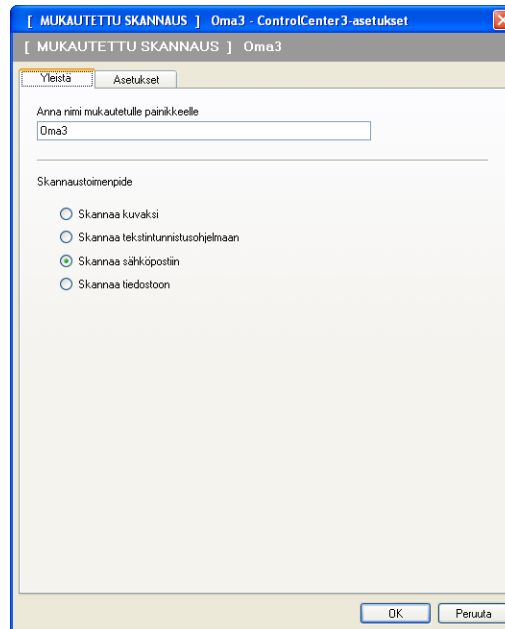 [ MUKAUTETTU SKANNAUS ] Oma3 - ControlCenter3-asetukset
[ MUKAUTETTU SKANNAUS ] Oma3
Yleistä Asetukset
Anna nimi mukautetulle painikkeelle
Oma3
Skannaustoimenpide
Skannaa kuvaksi
Skannaa tekstintunnistusohjelmaan
Skannaa sähköpostiin
Skannaa tiedostoon
OK Peruuta